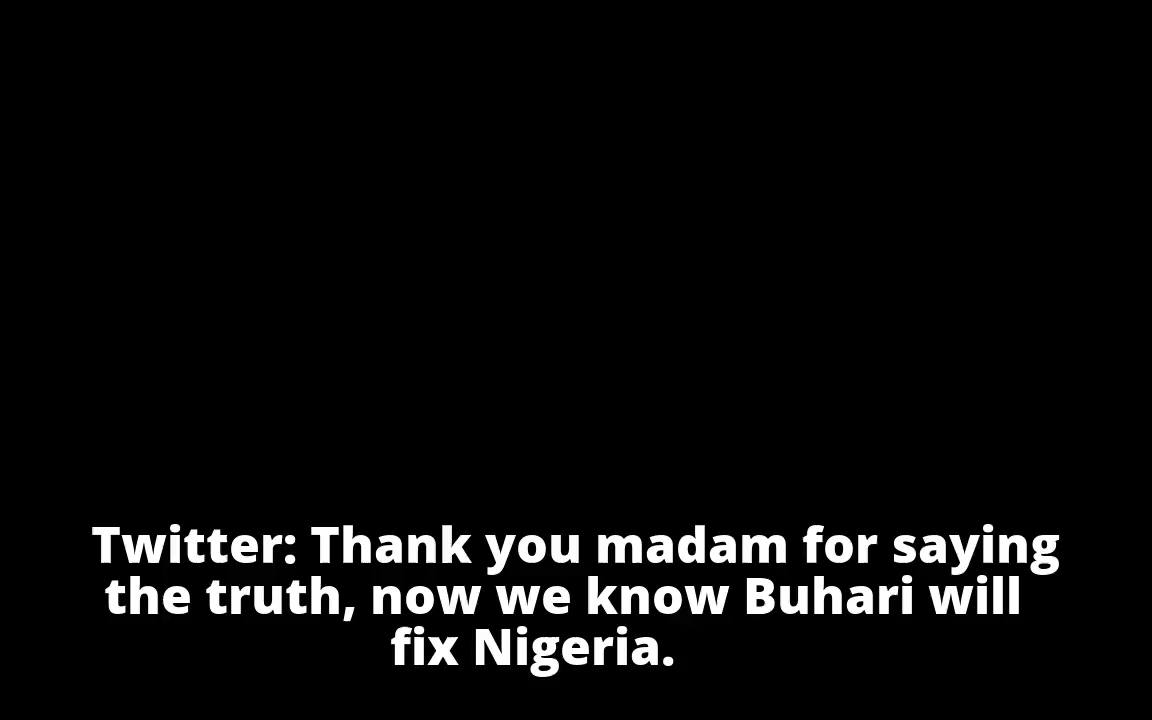 Twitter: Thank you madam for saying
the truth, now we know Buhari will
fix Nigeria.